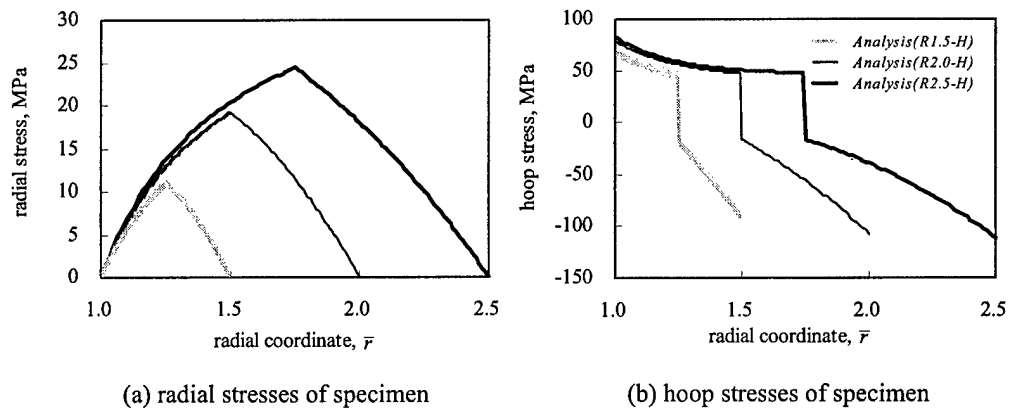 30
25
20
15
10
5
0
radial stress, MPa
1.0 1.5 2.0 2.5
radial coordinate, r̅
(a) radial stresses of specimen
100
50
0
-50
-100
-150
hoop stress, MPa
Analysis(R1.5-H)
Analysis(R2.0-H)
Analysis(R2.5-H)
1.0 1.5 2.0 2.5
radial coordinate, r̅
(b) hoop stresses of specimen